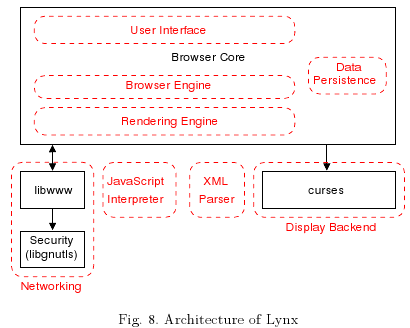 User Interface
Browser Core
Data
Persistence
Browser Engine
Rendering Engine
libwww
JavaScript
Interpreter
XML
Parser
curses
Security
(libgnutls)
Display Backend
Networking
Fig. 8. Architecture of Lynx